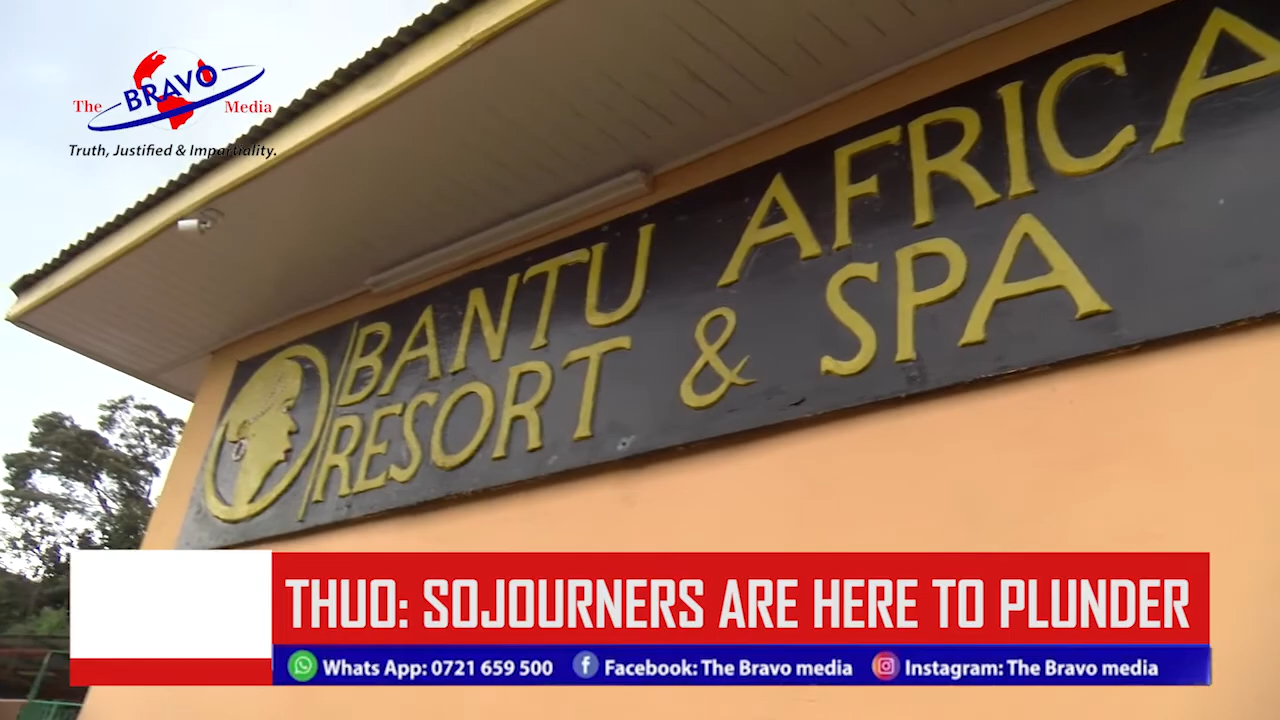 The BRAVO Media
Truth, Justified & Impartiality.
BANTU AFRICA
RESORT & SPA
THUO: SOJOURNERS ARE HERE TO PLUNDER
Whats App: 0721 659 500 Facebook: The Bravo media Instagram: The Bravo media